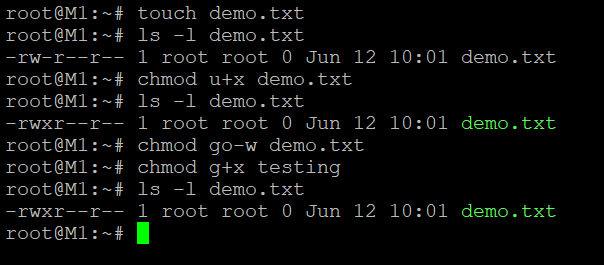 root@M1:~# touch demo.txt
root@M1:~# ls -l demo.txt
-rw-r--r-- 1 root root 0 Jun 12 10:01 demo.txt
root@M1:~# chmod u+x demo.txt
root@M1:~# ls -l demo.txt
-rwxr--r-- 1 root root 0 Jun 12 10:01 demo.txt
root@M1:~# chmod go-w demo.txt
root@M1:~# chmod g+x testing
root@M1:~# ls -l demo.txt
-rwxr--r-- 1 root root 0 Jun 12 10:01 demo.txt
root@M1:~#